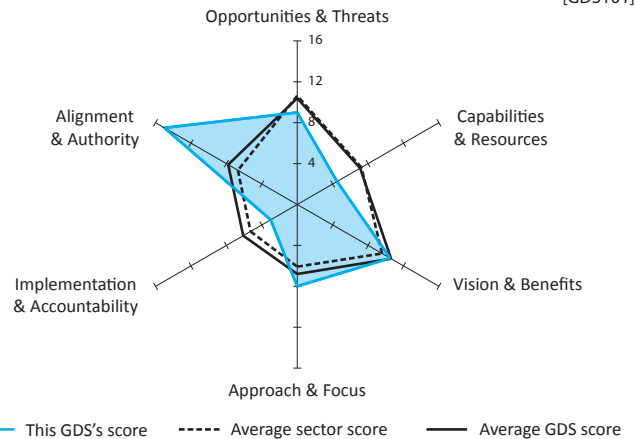 [GDS101]
Opportunities & Threats
16
12
8
4
Alignment
& Authority
Capabilities
& Resources
Implementation
& Accountability
Vision & Benefits
Approach & Focus
This GDS's score
Average sector score
Average GDS score